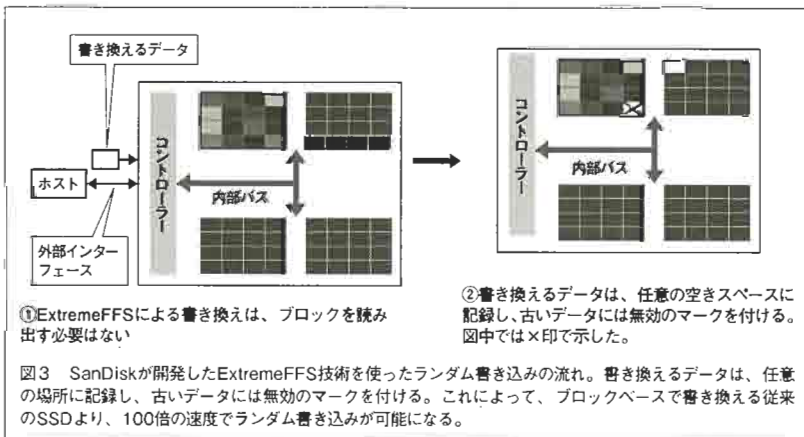 書き換えるデータ
コントローラー
ホスト
内部バス
外部インター
フェース
①ExtremeFFSによる書き換えは、ブロックを読み
出す必要はない
コントローラー
内部バス
②書き換えるデータは、任意の空きスペースに
記録し、古いデータには無効のマークを付ける。
図中では×印で示した。
図3 SanDiskが開発したExtremeFFS技術を使ったランダム書き込みの流れ。書き換えるデータは、任意
の場所に記録し、古いデータには無効のマークを付ける。これによって、ブロックベースで書き換える従来
のSSDより、100倍の速度でランダム書き込みが可能になる。